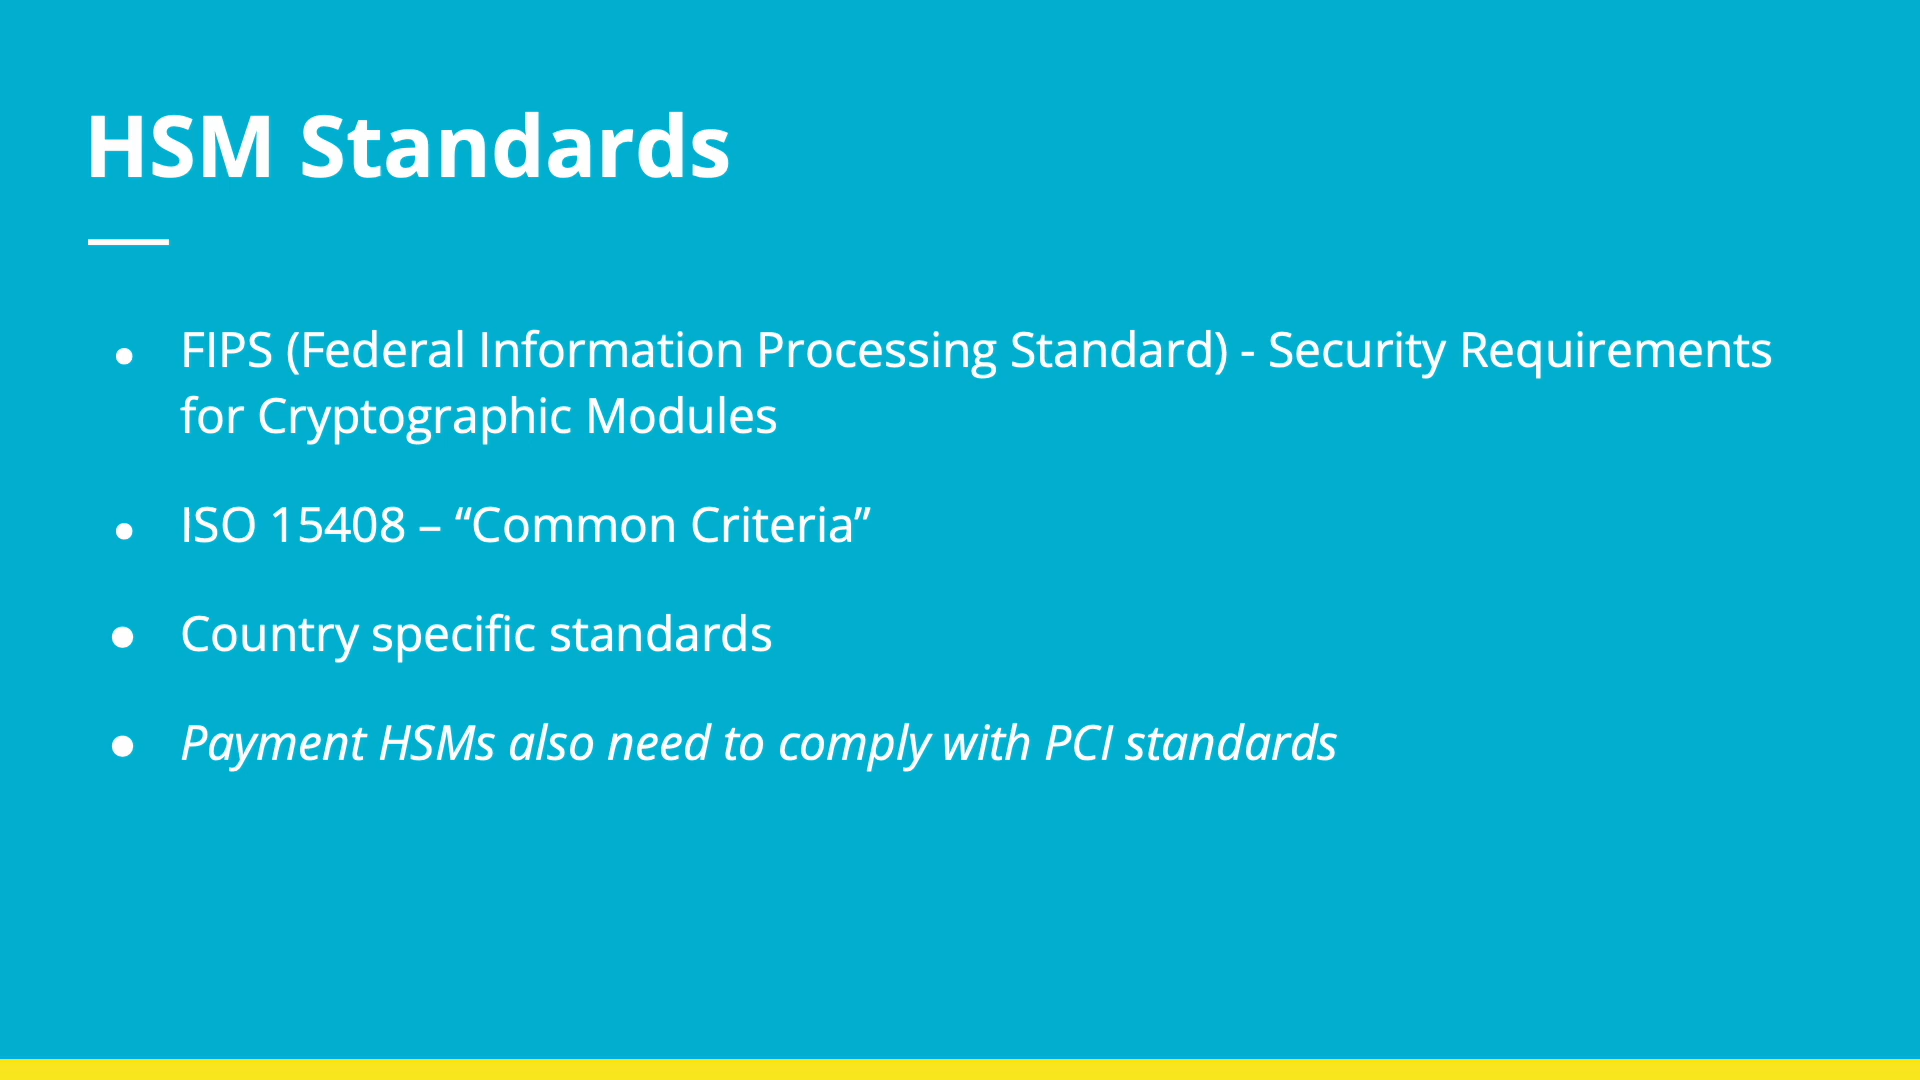 HSM Standards
● FIPS (Federal Information Processing Standard) - Security Requirements
for Cryptographic Modules
● ISO 15408 – “Common Criteria”
● Country specific standards
● Payment HSMs also need to comply with PCI standards